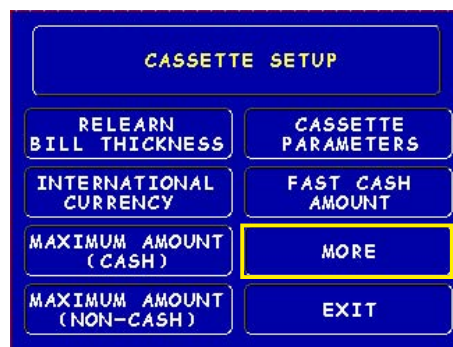 CASSETTE SETUP
RELEARN
BILL THICKNESS
CASSETTE
PARAMETERS
INTERNATIONAL
CURRENCY
FAST CASH
AMOUNT
MAXIMUM AMOUNT
(CASH)
MORE
MAXIMUM AMOUNT
(NON-CASH)
EXIT